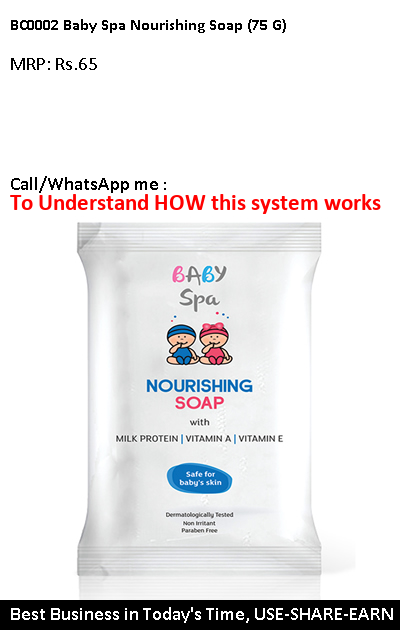 BC0002 Baby Spa Nourishing Soap (75 G)
MRP: Rs.65
Call/WhatsApp me :
To Understand HOW this system works
BABY
Spa
NOURISHING
SOAP
with
MILK PROTEIN | VITAMIN A | VITAMIN E
Safe for
baby's skin
Dermatologically Tested
Non Irritant
Paraben Free
Best Business in Today's Time, USE-SHARE-EARN